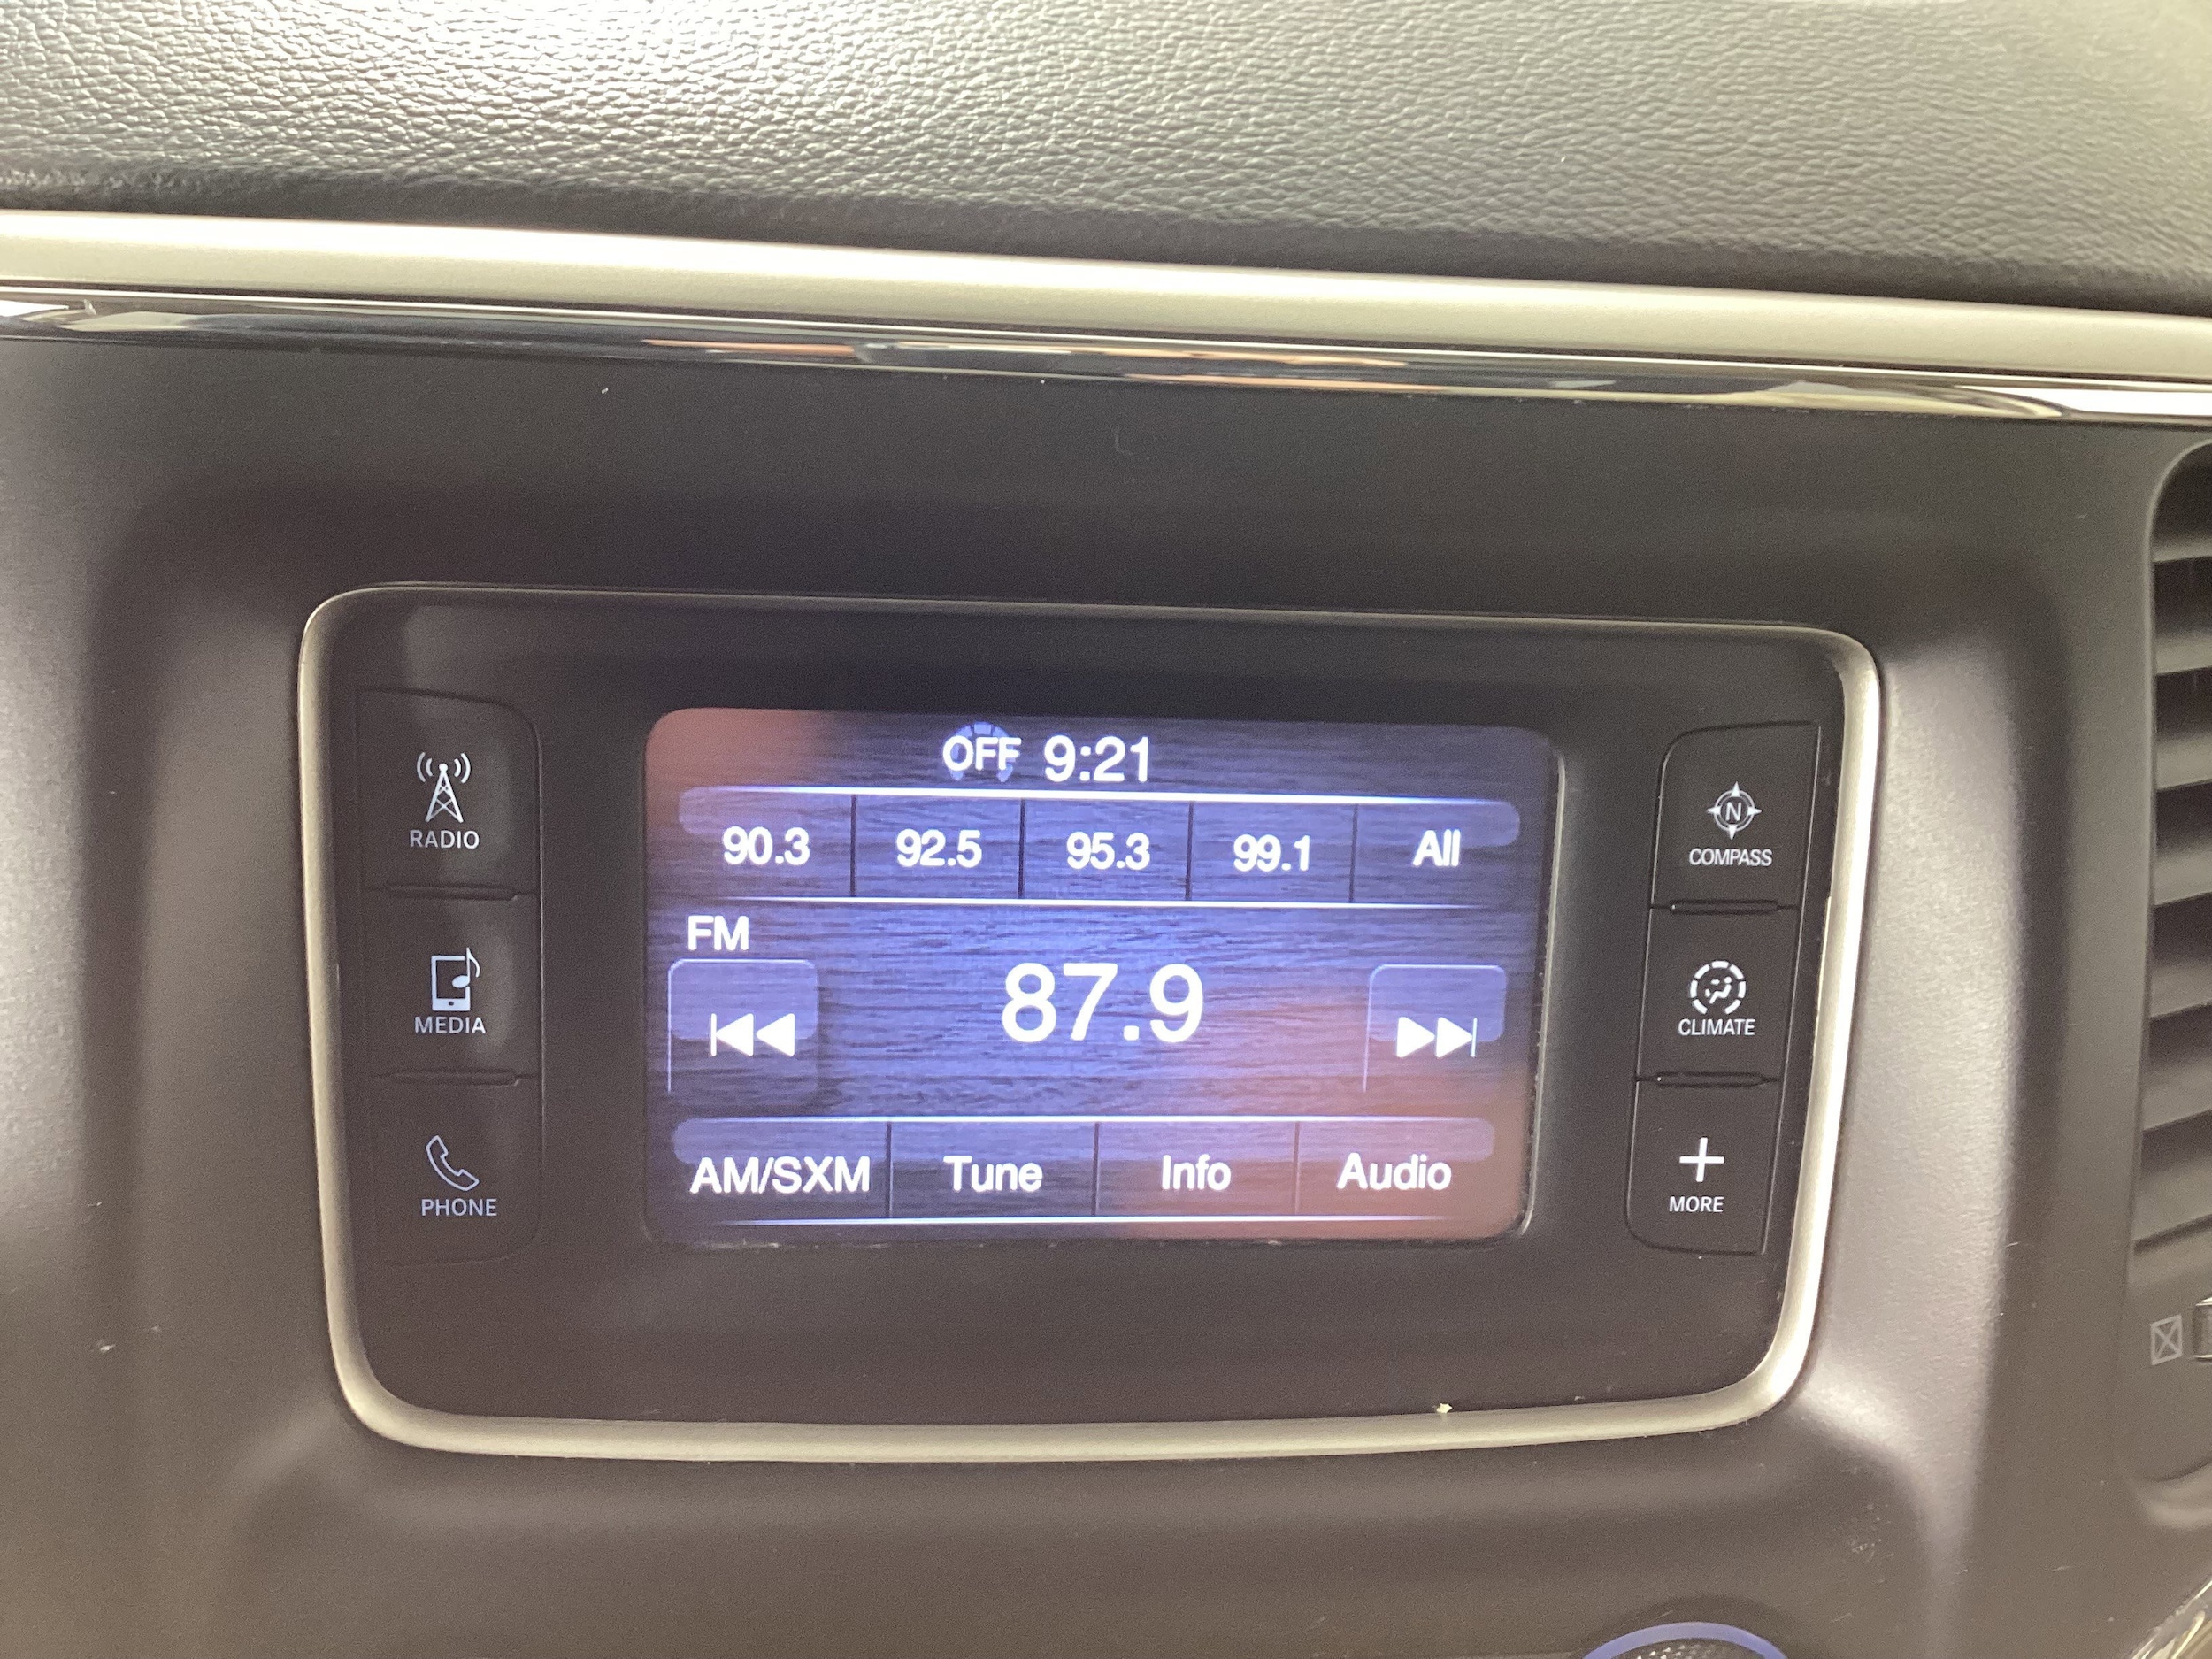 OFF 9:21
90.3 92.5 95.3 99.1 All
FM
87.9
AM/SXM Tune Info Audio
RADIO
MEDIA
PHONE
N
COMPASS
CLIMATE
MORE